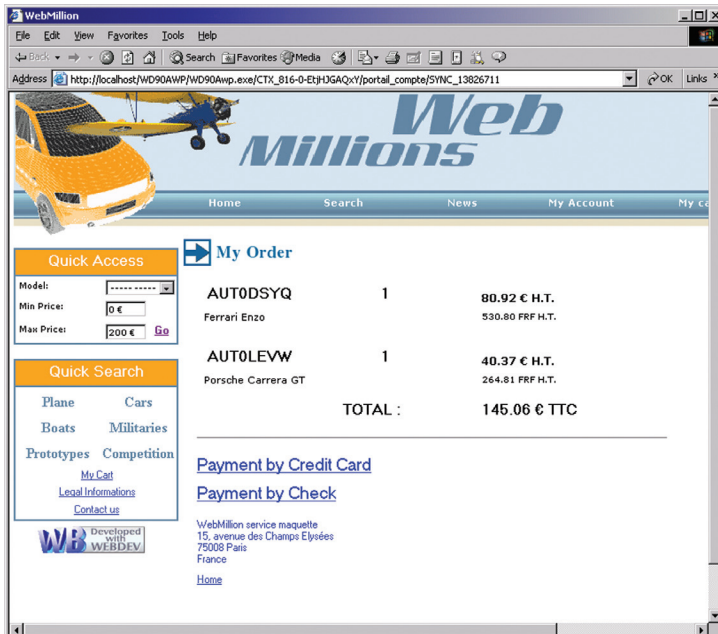 WebMillion
File Edit View Favorites Tools Help
Back Search Favorites Media
Address http://localhost/WD90AWP/WD90Awp.exe/CTX_816-0-EtjHJGAQxY/portail_compte/SYNC_13826711 OK Links »
Web
Millions
Home Search News My Account My ca
Quick Access
Model: ----- -----
Min Price: 0 €
Max Price: 200 € Go
Quick Search
Plane Cars
Boats Militaries
Prototypes Competition
My Cart
Legal Informations
Contact us
WB Developed with WEBDEV
My Order
AUT0DSYQ 1 80.92 € H.T.
Ferrari Enzo 530.80 FRF H.T.
AUT0LEVW 1 40.37 € H.T.
Porsche Carrera GT 264.81 FRF H.T.
TOTAL : 145.06 € TTC
Payment by Credit Card
Payment by Check
WebMillion service maquette
15, avenue des Champs Elysées
75008 Paris
France
Home